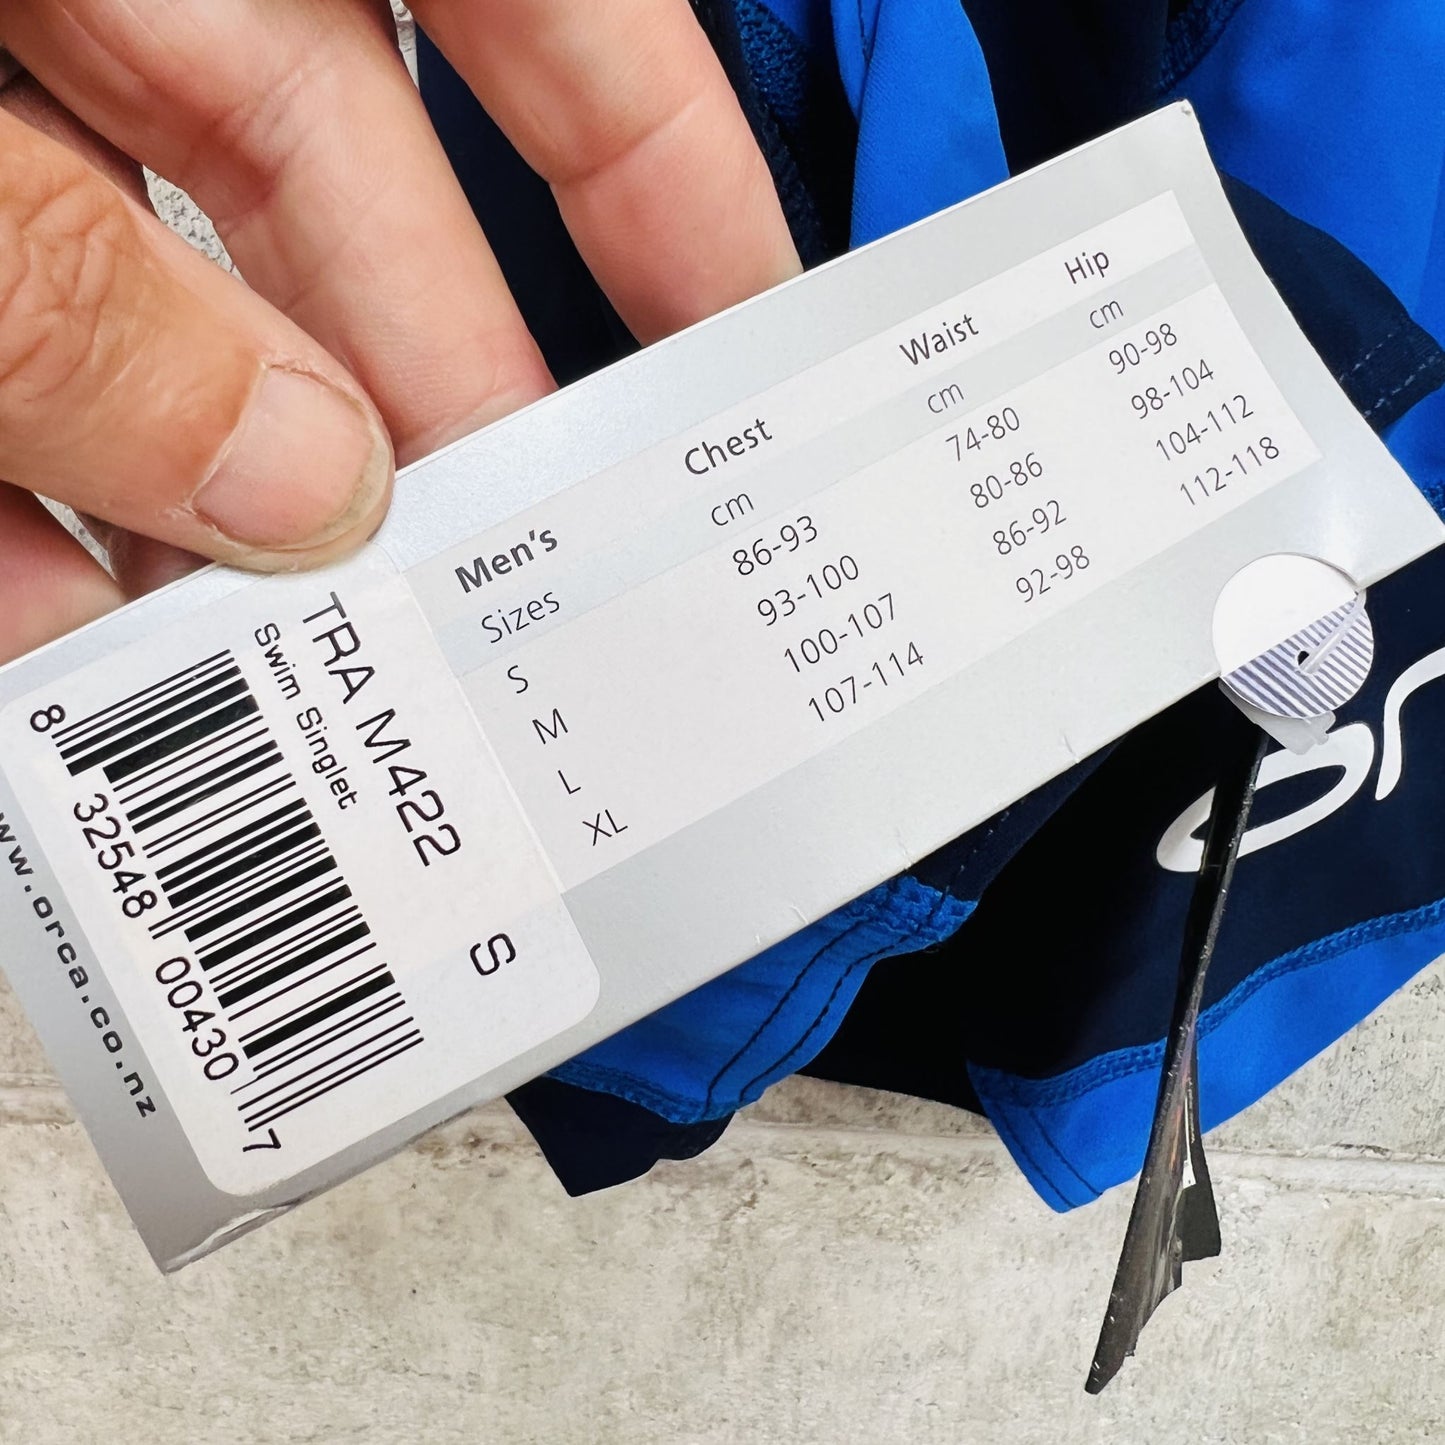 Men's Chest Waist Hip
Sizes cm cm cm
S 86-93 74-80 90-98
M 93-100 80-86 98-104
L 100-107 86-92 104-112
XL 107-114 92-98 112-118
TRA M422 S
Swim Singlet
8 32548 00430 7
w.orca.co.nz